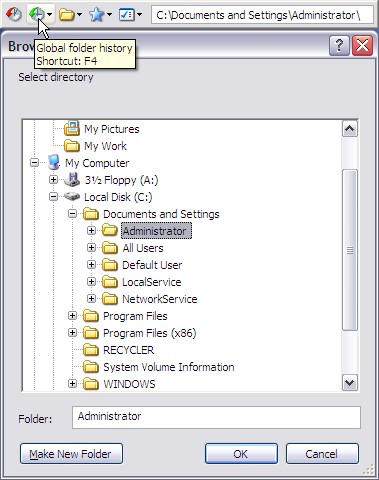 C:\Documents and Settings\Administrator\
Global folder history
Shortcut: F4
Select directory
My Pictures
My Work
My Computer
3½ Floppy (A:)
Local Disk (C:)
Documents and Settings
Administrator
All Users
Default User
LocalService
NetworkService
Program Files
Program Files (x86)
RECYCLER
System Volume Information
WINDOWS
Folder: Administrator
Make New Folder OK Cancel